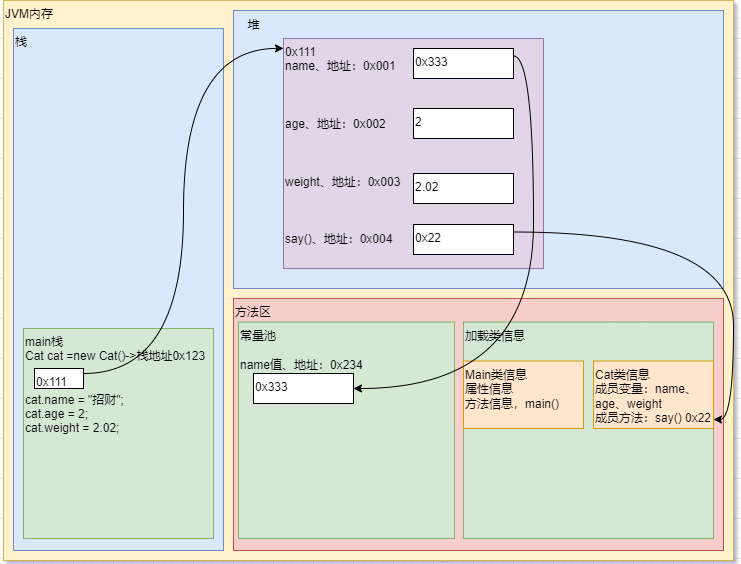 JVM内存
栈
main栈
Cat cat =new Cat()->栈地址0x123
0x111
cat.name = "招财";
cat.age = 2;
cat.weight = 2.02;
堆
0x111
name、地址：0x001
0x333
age、地址：0x002
2
weight、地址：0x003
2.02
say()、地址：0x004
0x22
方法区
常量池
name值、地址：0x234
0x333
加载类信息
Main类信息
属性信息
方法信息，main()
Cat类信息
成员变量：name、
age、weight
成员方法：say() 0x22